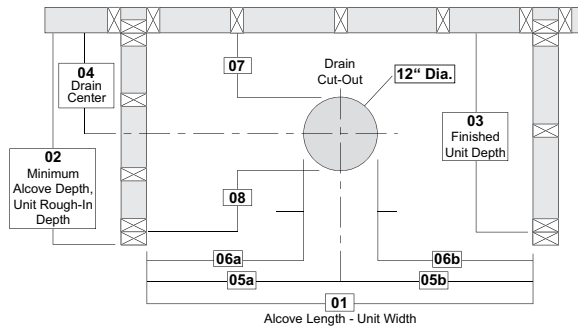 04
Drain
Center
07
Drain
Cut-Out
12“ Dia.
03
Finished
Unit Depth
02
Minimum
Alcove Depth,
Unit Rough-In
Depth
08
06a
06b
05a
05b
01
Alcove Length - Unit Width